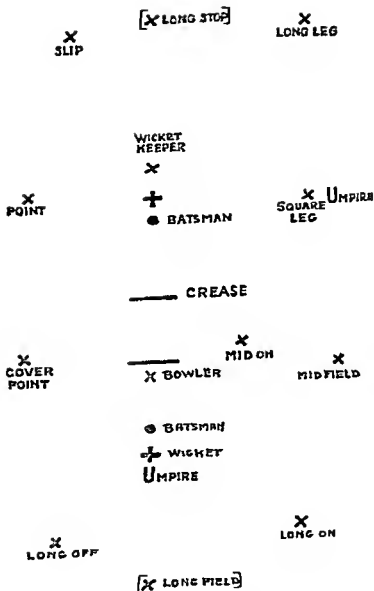 [× LONG STOP]
LONG LEG
SLIP
WICKET
KEEPER
POINT
SQUARE
LEG
UMPIRE
BATSMAN
CREASE
MID ON
COVER
POINT
BOWLER
MIDFIELD
BATSMAN
WICKET
UMPIRE
LONG ON
LONG OFF
[× LONG FIELD]